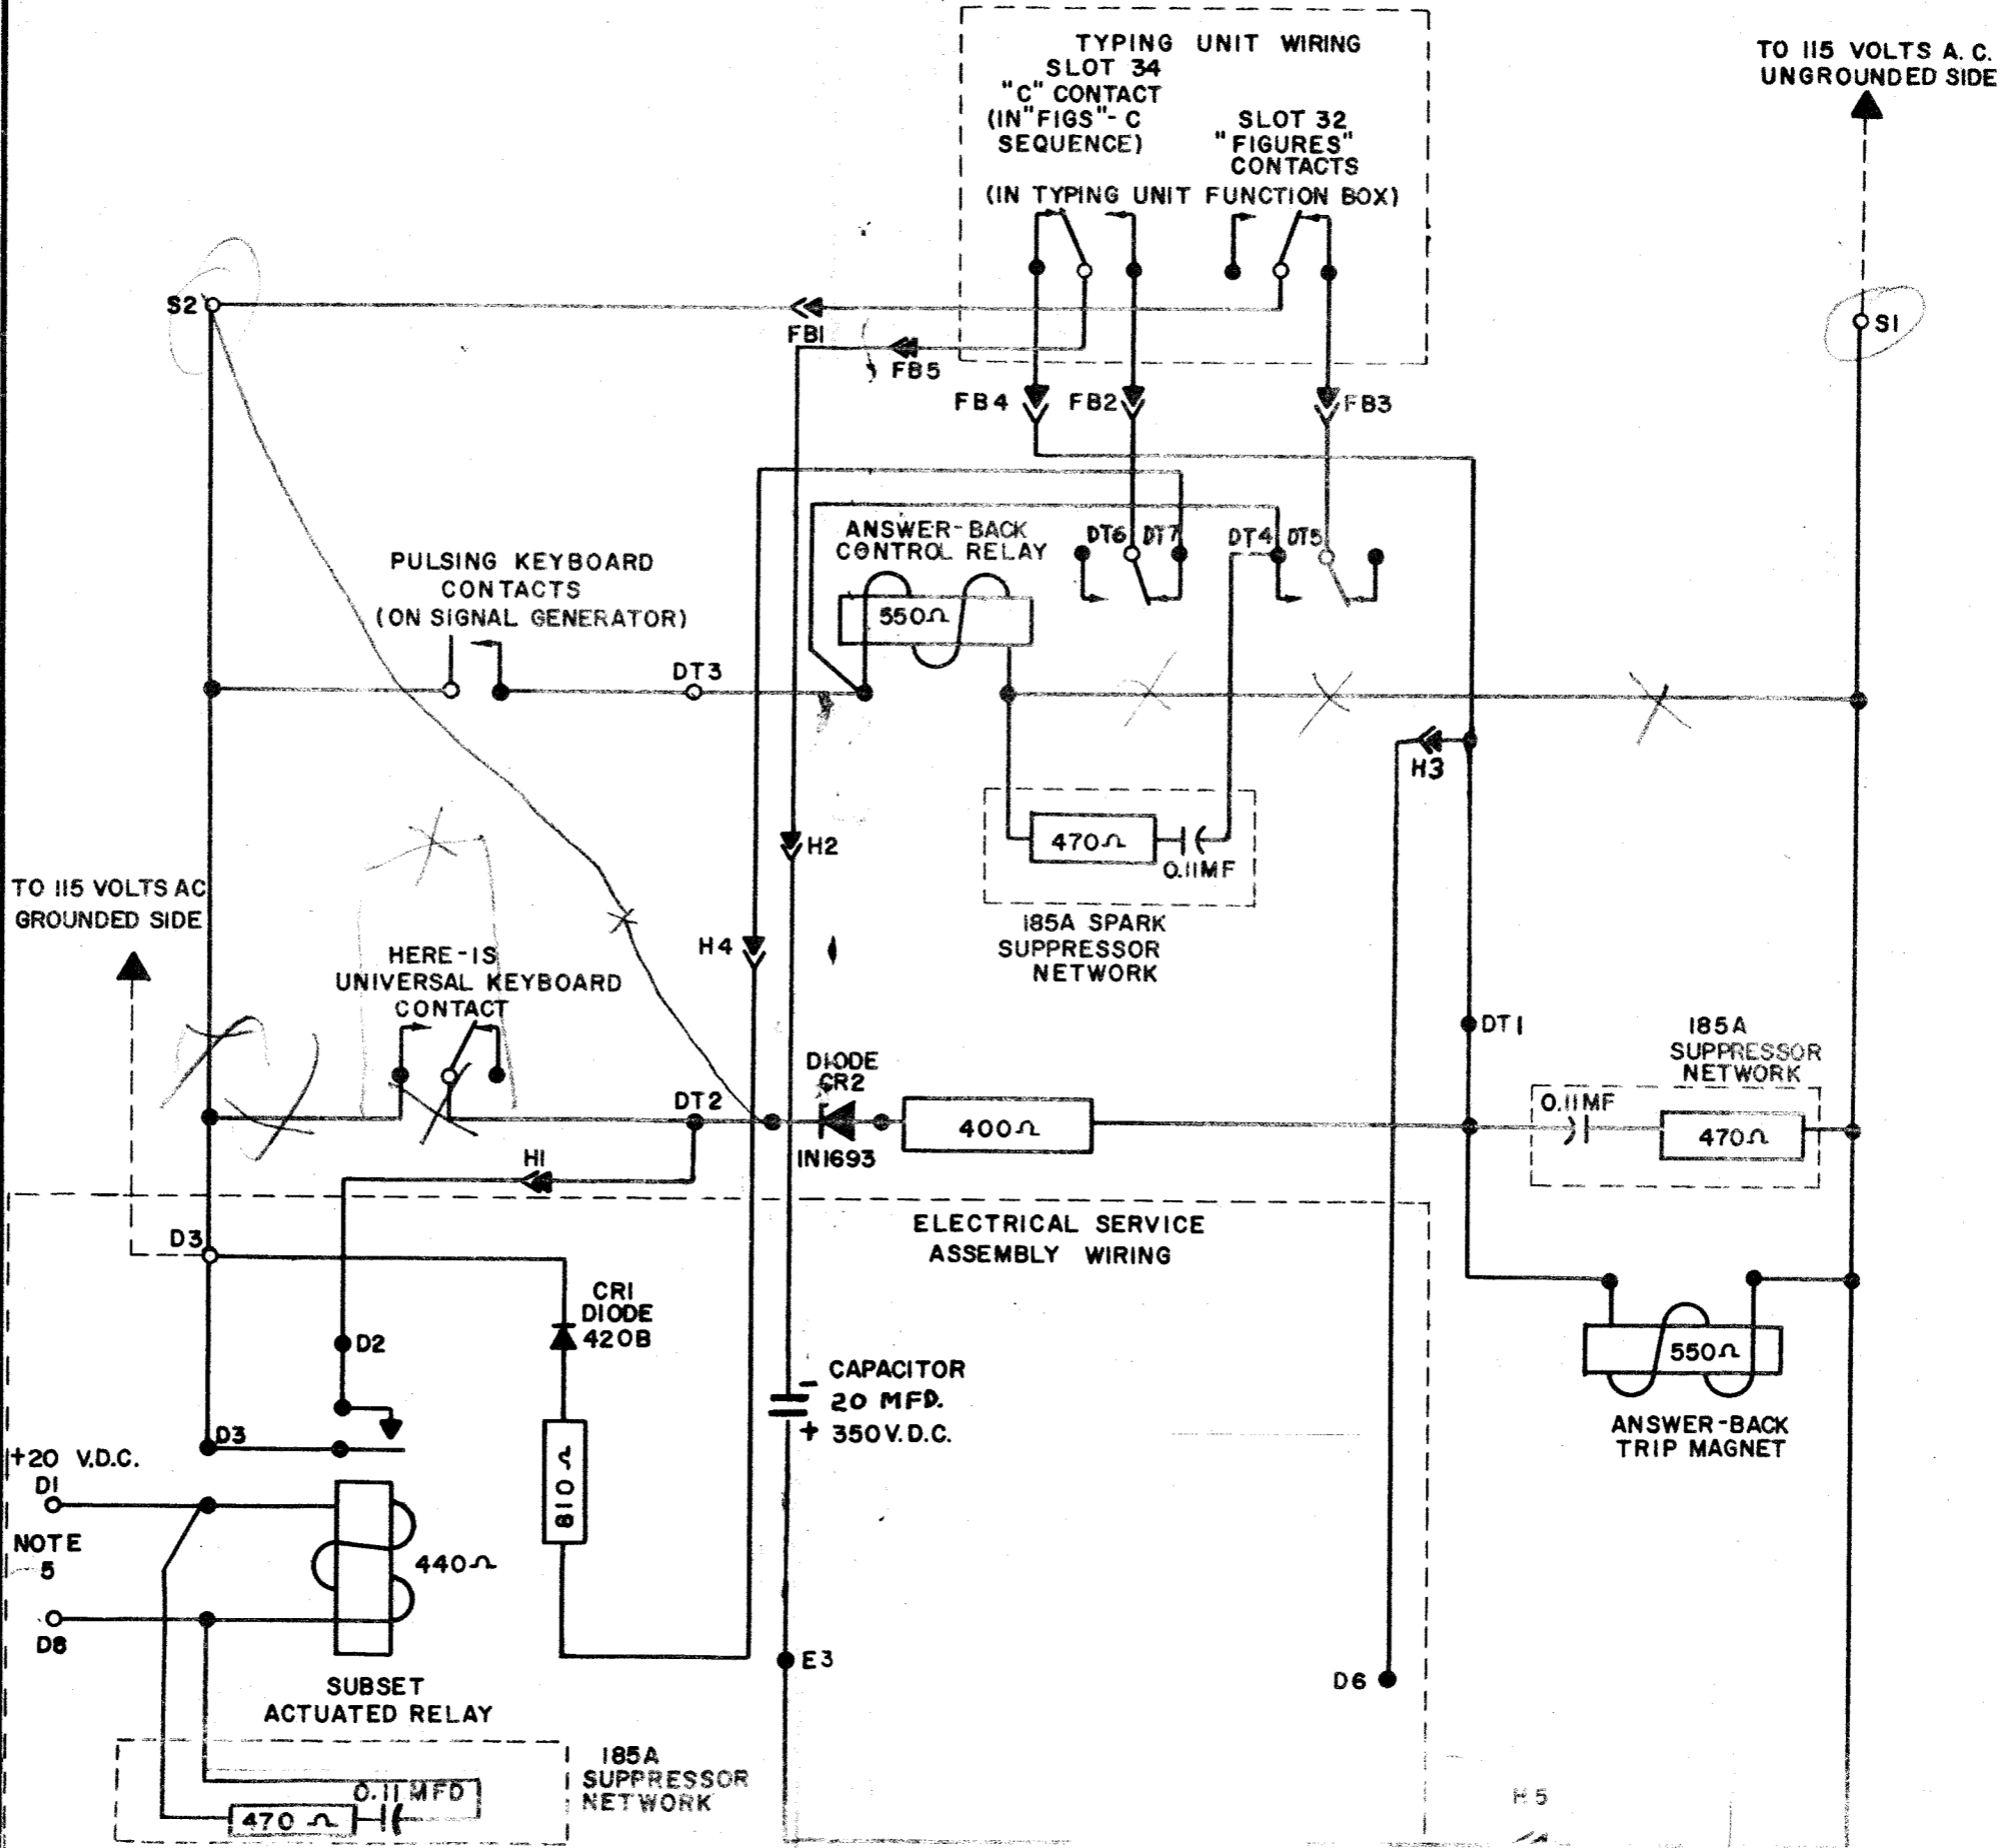 TYPING UNIT WIRING
SLOT 34
"C" CONTACT
(IN "FIGS"- C
SEQUENCE)
SLOT 32
"FIGURES"
CONTACTS
(IN TYPING UNIT FUNCTION BOX)
TO 115 VOLTS A. C.
UNGROUNDED SIDE
S2
FB1
FB5
S1
FB4
FB2
FB3
ANSWER-BACK
CONTROL RELAY
550Ω
DT6
DT7
DT4
DT5
PULSING KEYBOARD
CONTACTS
(ON SIGNAL GENERATOR)
DT3
H3
H2
470Ω
0.11MF
185A SPARK
SUPPRESSOR
NETWORK
TO 115 VOLTS AC
GROUNDED SIDE
H4
HERE-IS
UNIVERSAL KEYBOARD
CONTACT
DT1
185A
SUPPRESSOR
NETWORK
DT2
DIODE
CR2
IN1693
400Ω
0.11MF
470Ω
H1
ELECTRICAL SERVICE
ASSEMBLY WIRING
D3
CR1
DIODE
420B
D2
CAPACITOR
- 20 MFD.
+ 350V.D.C.
550Ω
ANSWER-BACK
TRIP MAGNET
D3
+20 V.D.C.
D1
810Ω
NOTE
5
440Ω
D8
E3
D6
SUBSET
ACTUATED RELAY
185A
SUPPRESSOR
NETWORK
0.11 MFD
470 Ω
H5